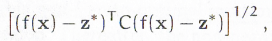 [(f(x) − z*)ᵀC(f(x) − z*)]^{1/2},